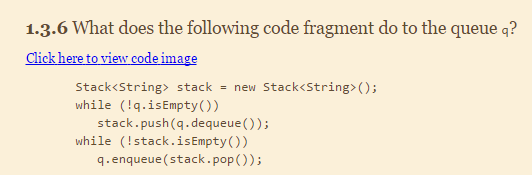 1.3.6 What does the following code fragment do to the queue q?
Click here to view code image
Stack<String> stack = new Stack<String>();
while (!q.isEmpty())
   stack.push(q.dequeue());
while (!stack.isEmpty())
   q.enqueue(stack.pop());